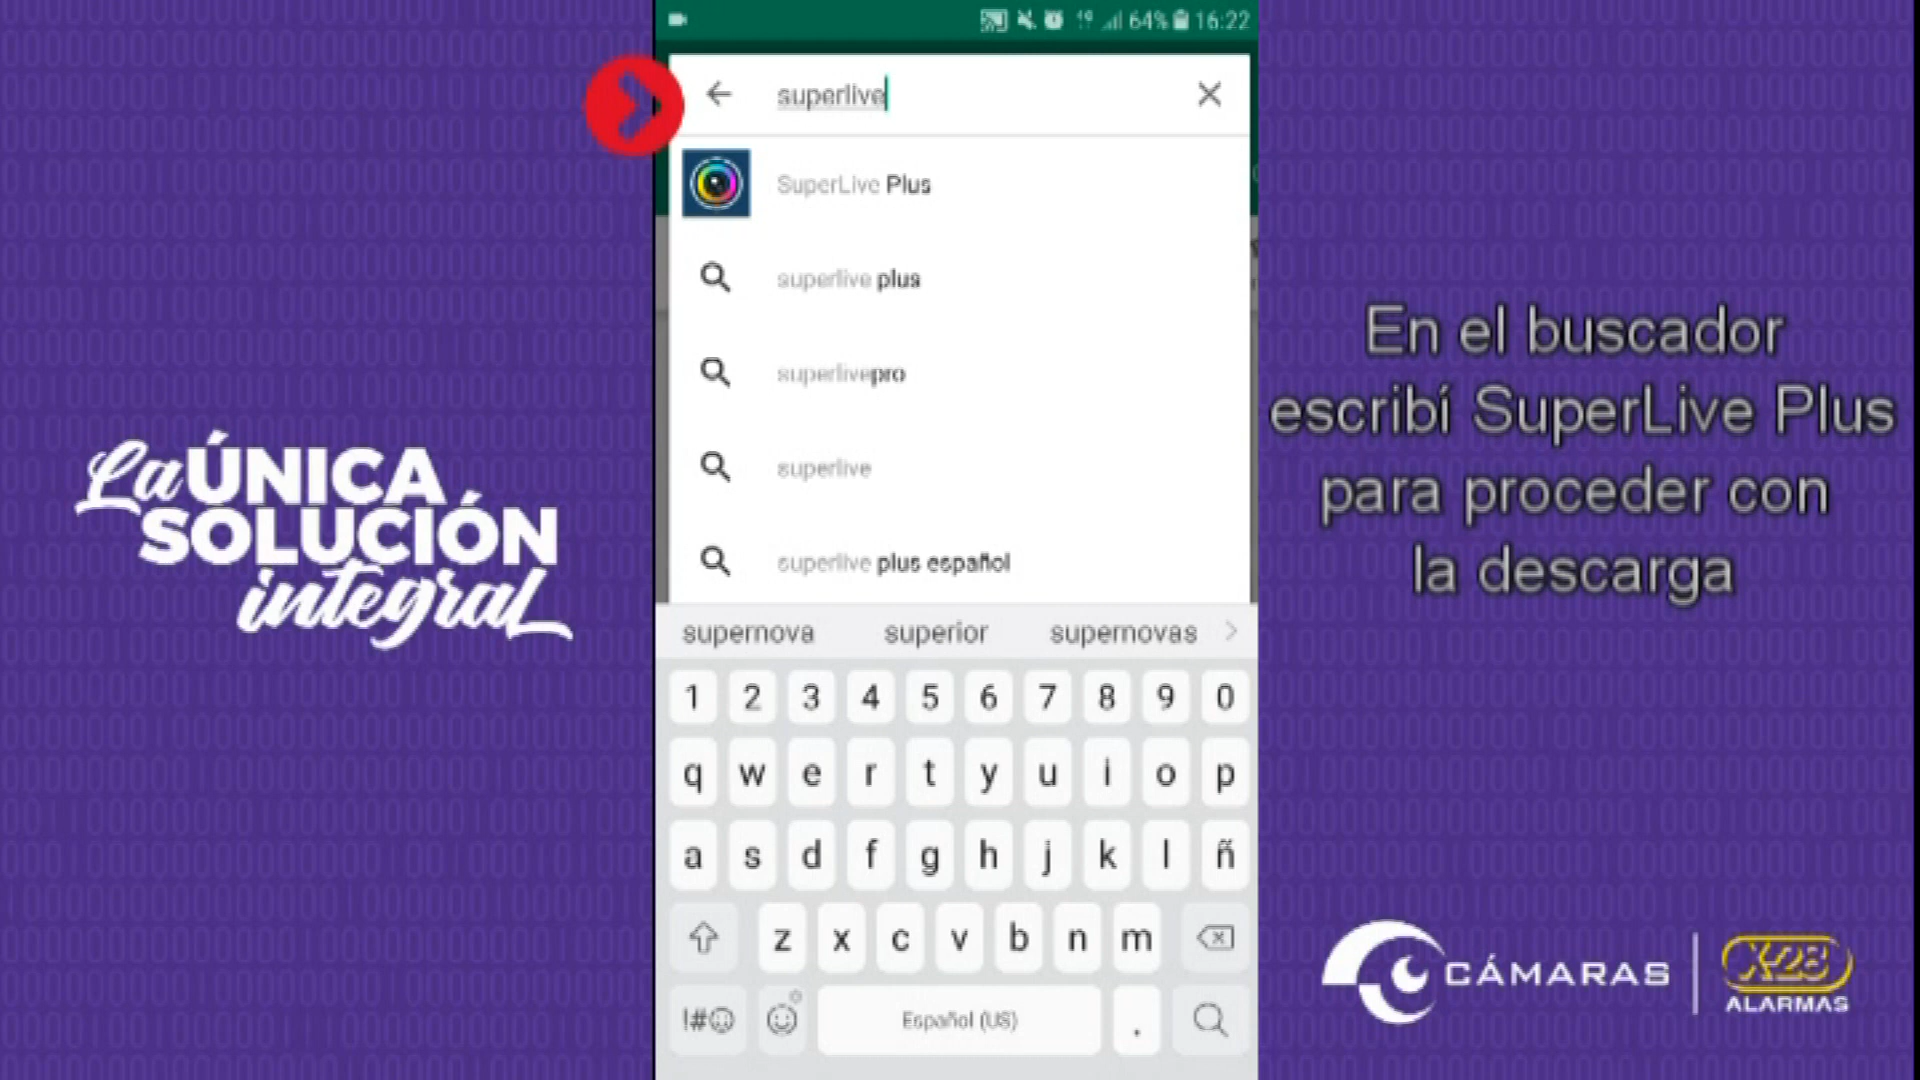 La ÚNICA
SOLUCIÓN
integral
64% 16:22
superlive
SuperLive Plus
superlive plus
superlivepro
superlive
superlive plus español
supernova superior supernovas
1 2 3 4 5 6 7 8 9 0
q w e r t y u i o p
a s d f g h j k l ñ
z x c v b n m
!#☺ Español (US) .
En el buscador
escribí SuperLive Plus
para proceder con
la descarga
CÁMARAS
X-28
ALARMAS